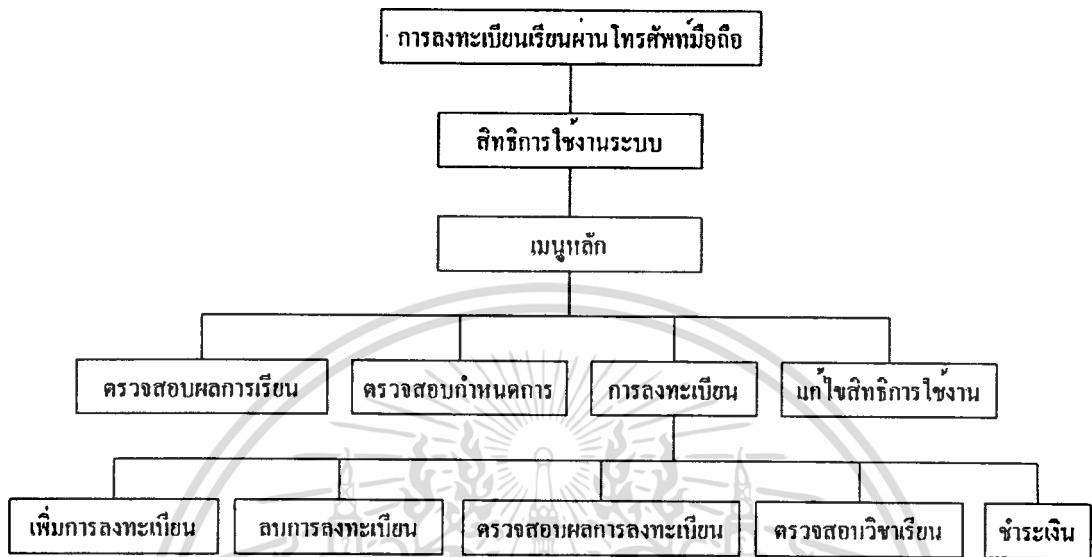 การลงทะเบียนเรียนผ่านโทรศัพท์มือถือ
สิทธิการใช้งานระบบ
เมนูหลัก
ตรวจสอบผลการเรียน
ตรวจสอบกำหนดการ
การลงทะเบียน
แก้ไขสิทธิการใช้งาน
เพิ่มการลงทะเบียน
ลบการลงทะเบียน
ตรวจสอบผลการลงทะเบียน
ตรวจสอบวิชาเรียน
ชำระเงิน